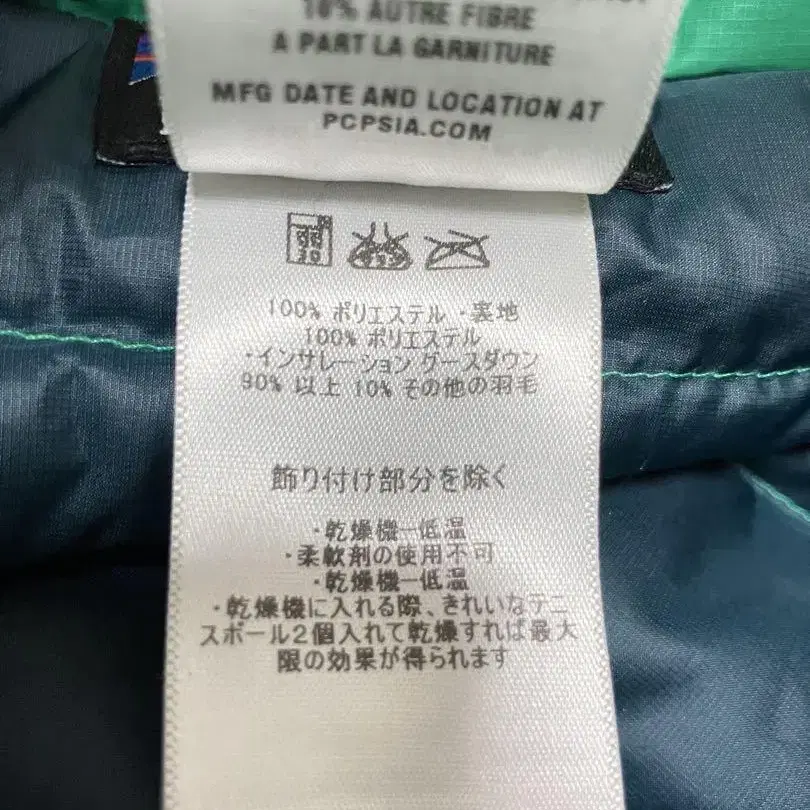 10% AUTRE FIBRE
A PART LA GARNITURE
MFG DATE AND LOCATION AT
PCPSIA.COM
30
100% ポリエステル ・裏地
100% ポリエステル
・インサレーション グースダウン
90% 以上 10% その他の羽毛
飾り付け部分を除く
・乾燥機ー低温
・柔軟剤の使用不可
・乾燥機ー低温
・乾燥機に入れる際、きれいなテニ
スボール2個入れて乾燥すれば最大
限の効果が得られます